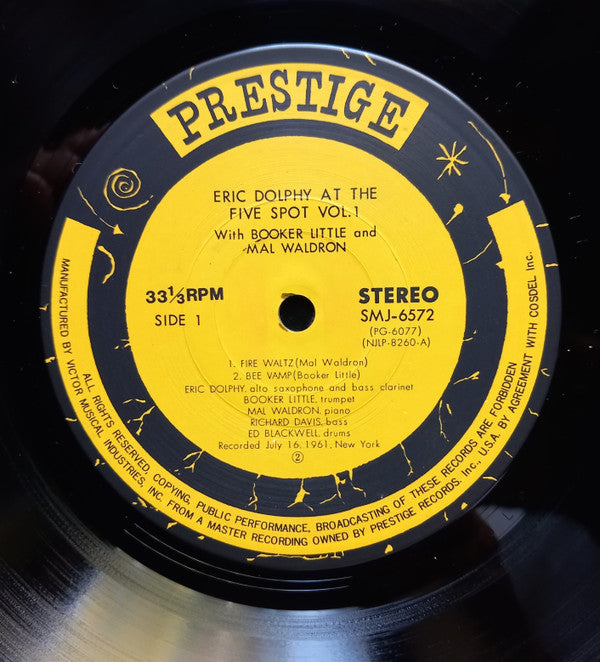 PRESTIGE
ERIC DOLPHY AT THE
FIVE SPOT VOL.1
With BOOKER LITTLE and
MAL WALDRON
33⅓RPM
SIDE 1
STEREO
SMJ-6572
(PG-6077)
(NJLP-8260-A)
1. FIRE WALTZ(Mal Waldron)
2. BEE VAMP(Booker Little)
ERIC DOLPHY, alto saxophone and bass clarinet
BOOKER LITTLE, trumpet
MAL WALDRON, piano
RICHARD DAVIS, bass
ED BLACKWELL, drums
Recorded July 16, 1961, New York
②
MANUFACTURED BY VICTOR MUSICAL INDUSTRIES, INC. FROM A MASTER RECORDING OWNED BY PRESTIGE RECORDS, Inc., U.S.A. BY AGREEMENT WITH COSDEL Inc.
ALL RIGHTS RESERVED, COPYING, PUBLIC PERFORMANCE, BROADCASTING OF THESE RECORDS ARE FORBIDDEN